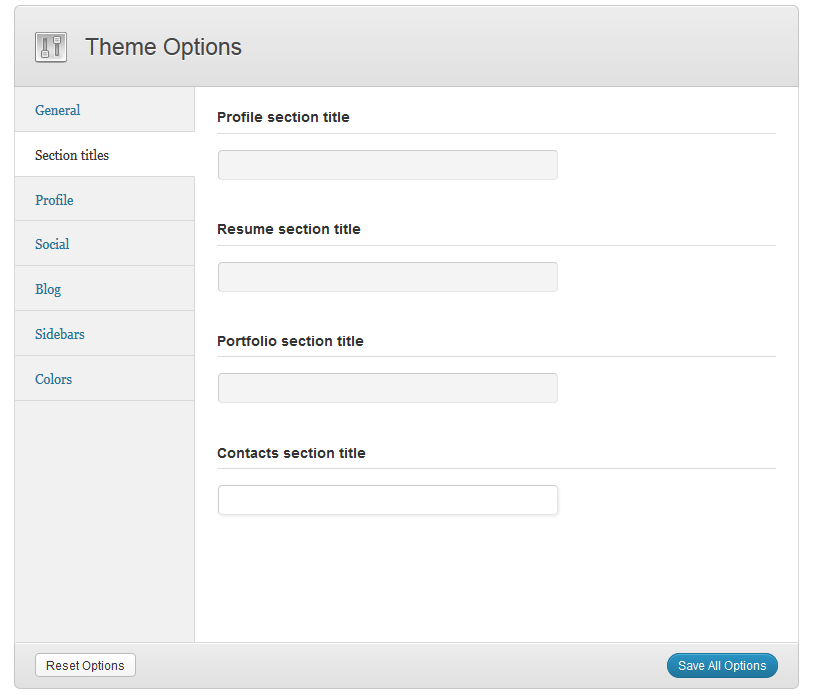 Theme Options
General
Section titles
Profile
Social
Blog
Sidebars
Colors
Profile section title
Resume section title
Portfolio section title
Contacts section title
Reset Options
Save All Options